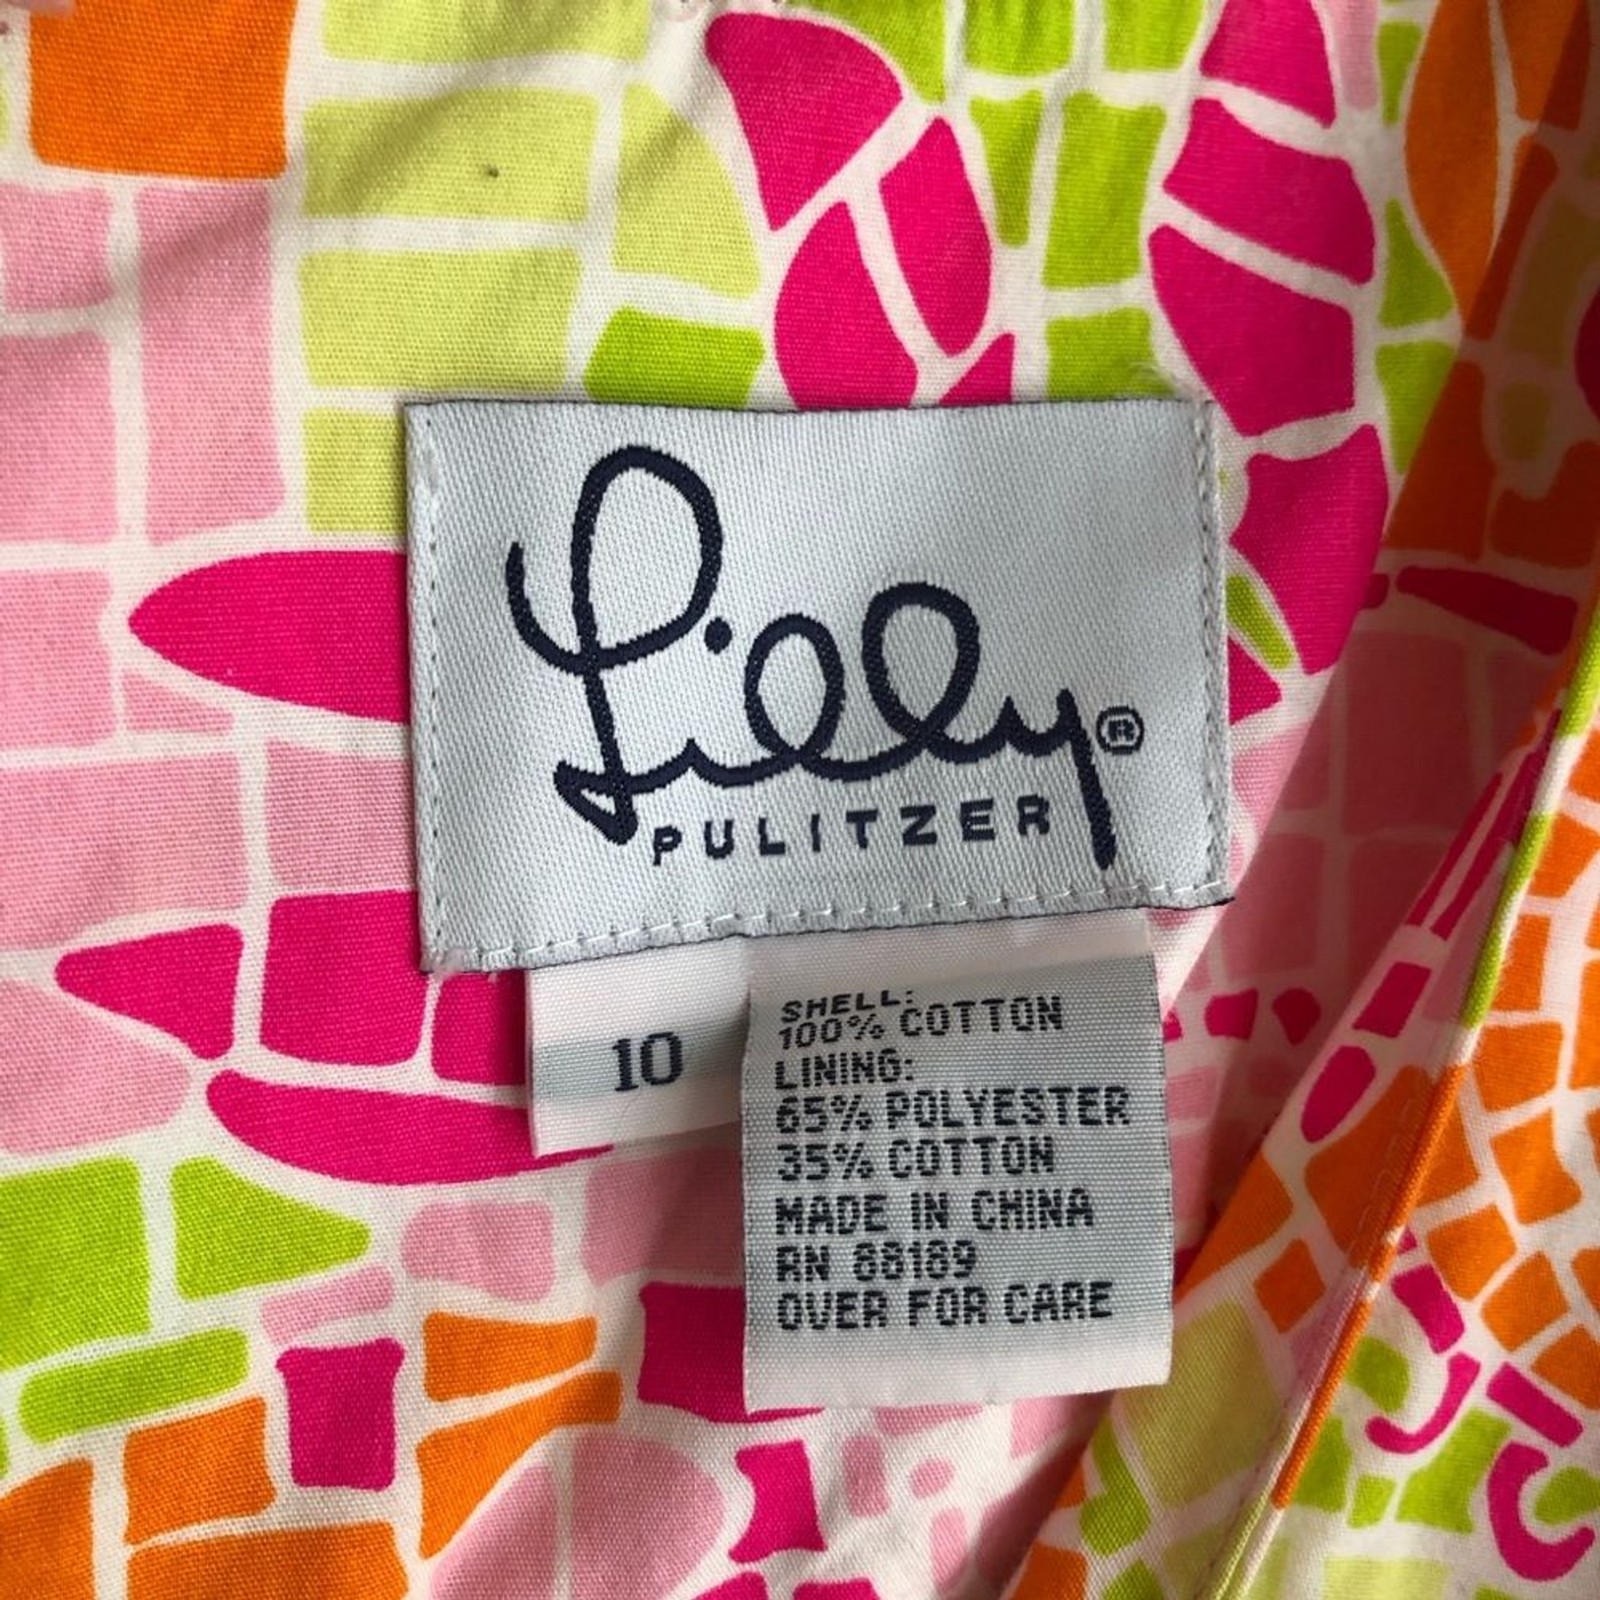 Lilly®
PULITZER
10
SHELL:
100% COTTON
LINING:
65% POLYESTER
35% COTTON
MADE IN CHINA
RN 88189
OVER FOR CARE